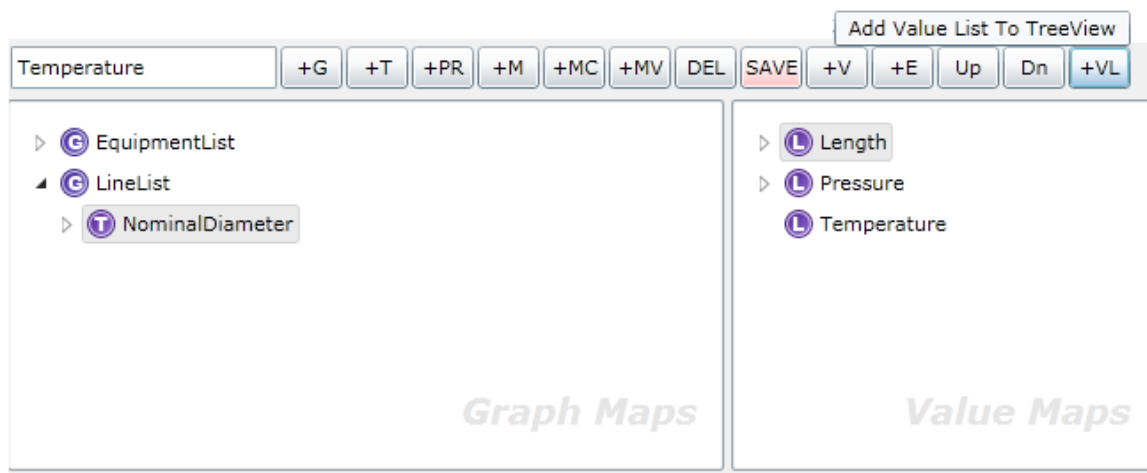 Add Value List To TreeView
Temperature +G +T +PR +M +MC +MV DEL SAVE +V +E Up Dn +VL
G EquipmentList
G LineList
T NominalDiameter
Graph Maps
L Length
L Pressure
L Temperature
Value Maps